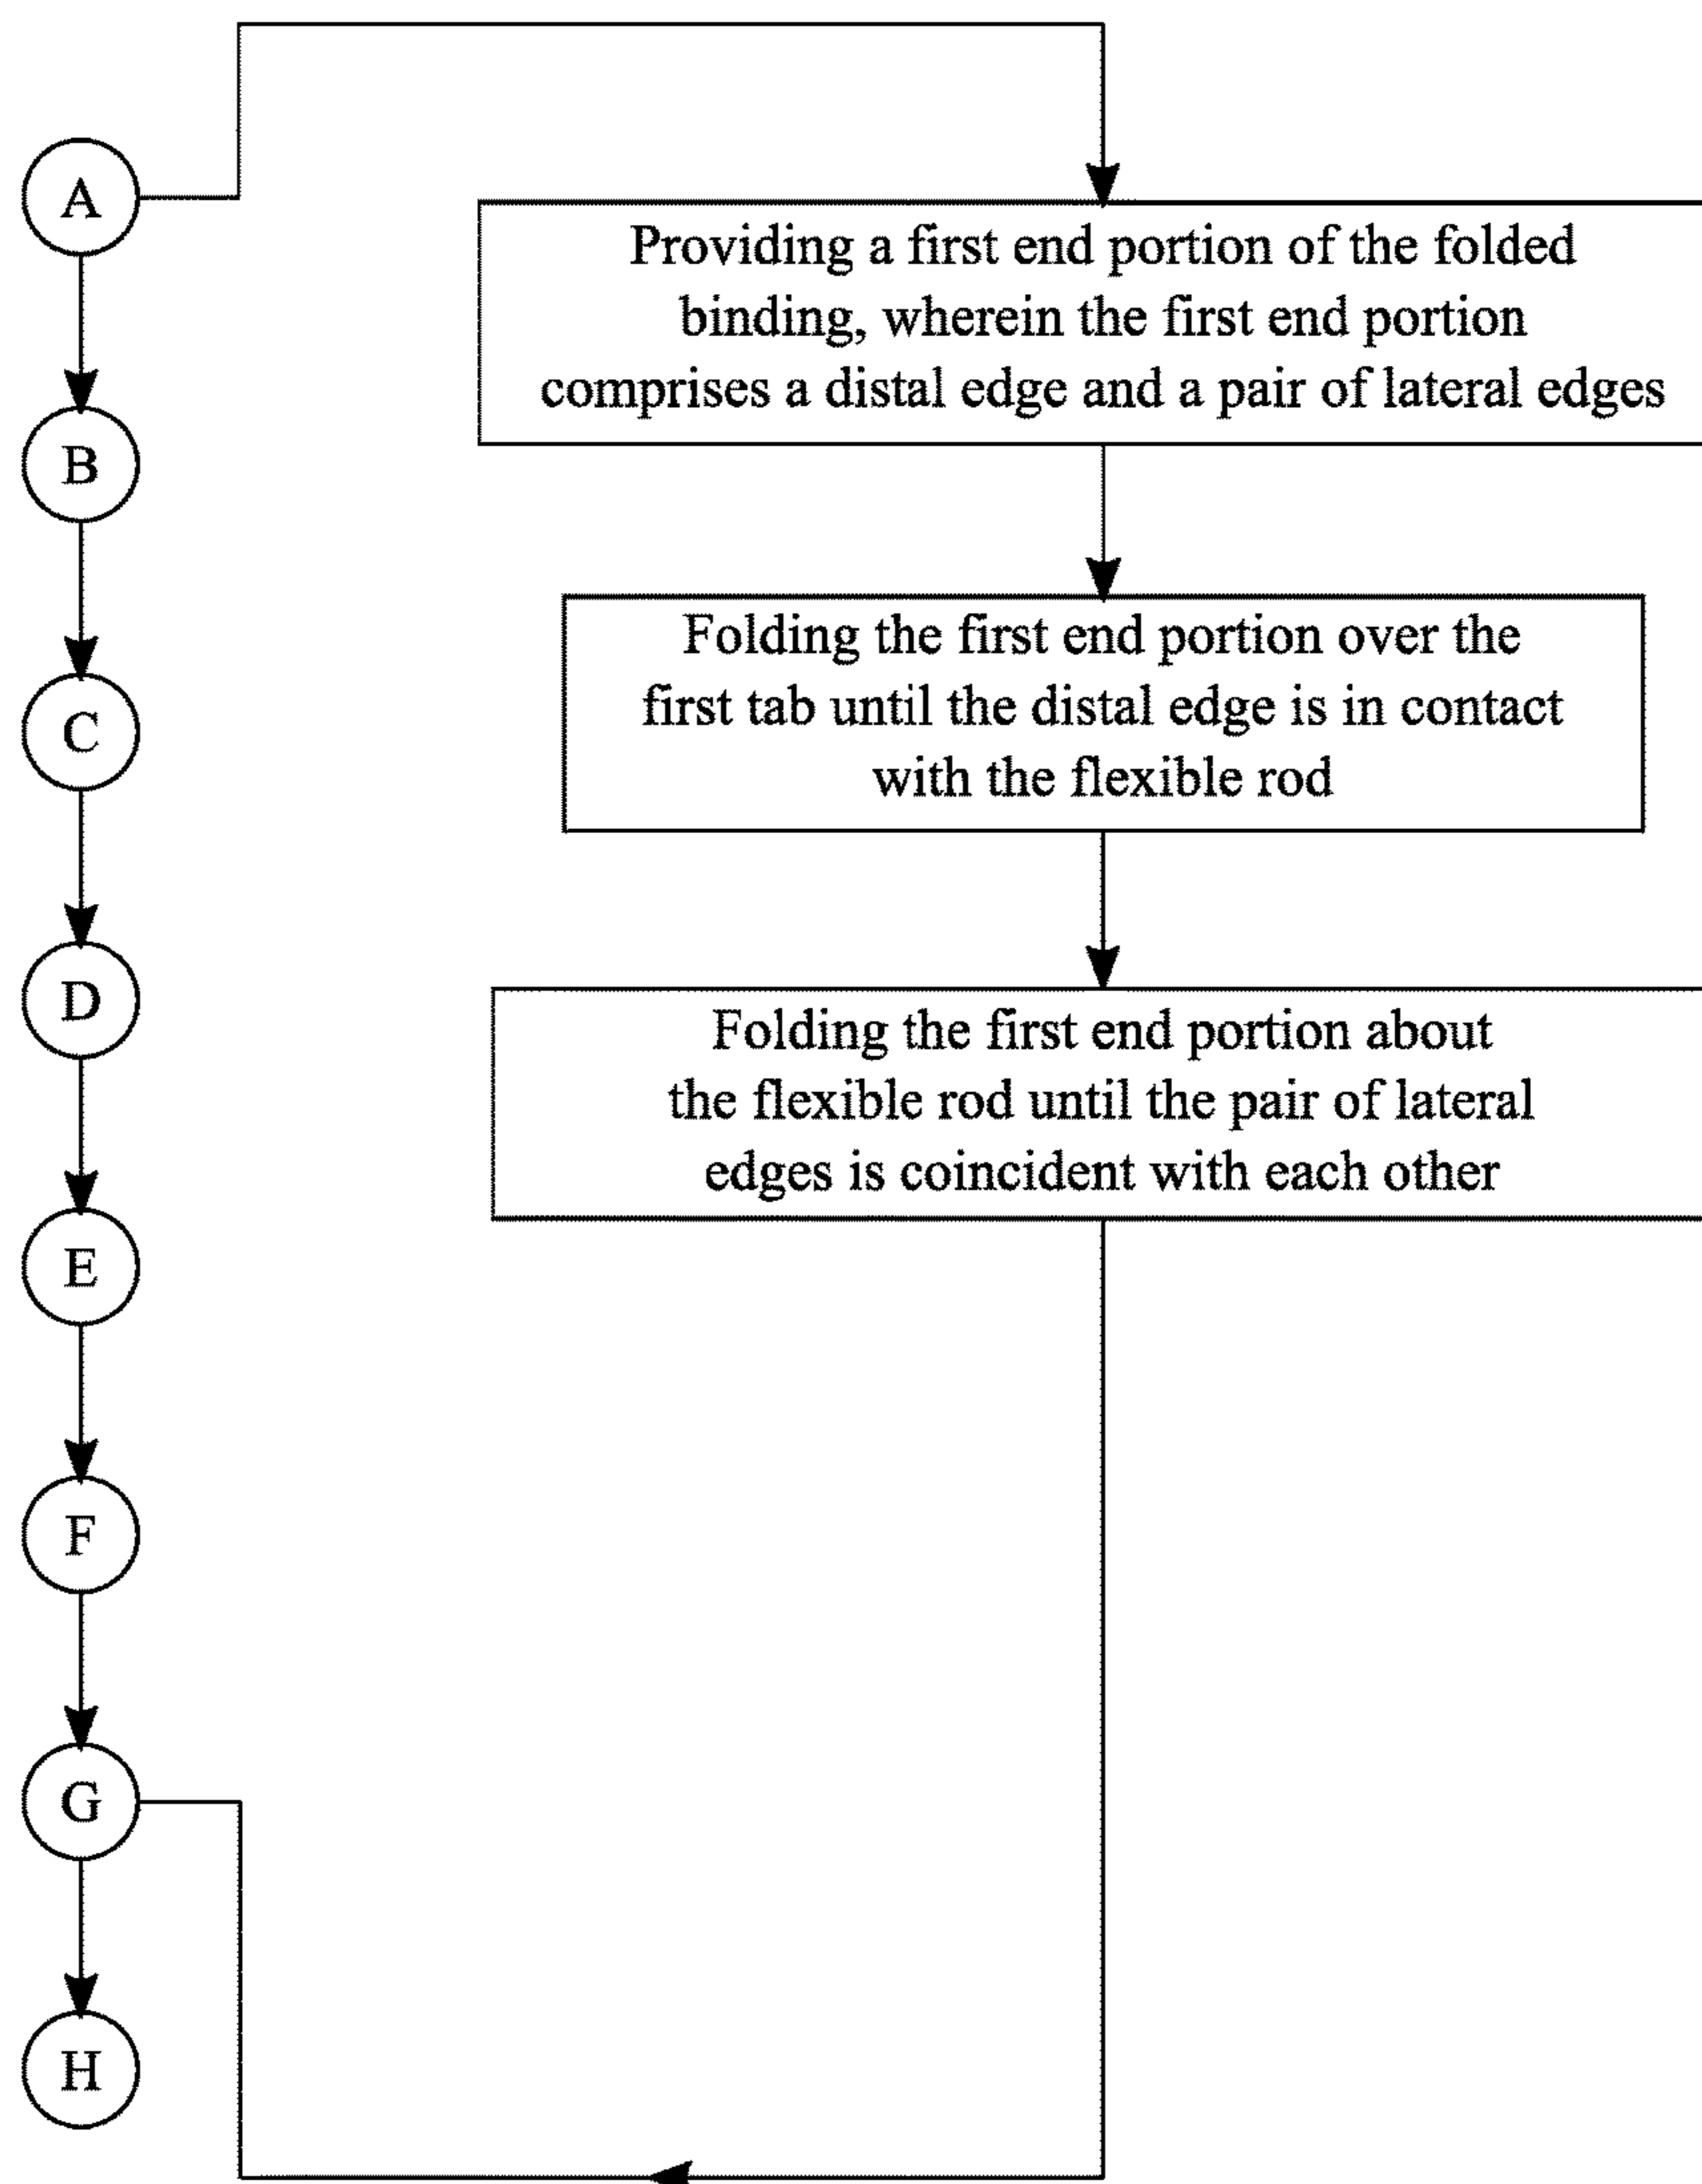 A
Providing a first end portion of the folded
binding, wherein the first end portion
comprises a distal edge and a pair of lateral edges
B
Folding the first end portion over the
first tab until the distal edge is in contact
with the flexible rod
C
D
Folding the first end portion about
the flexible rod until the pair of lateral
edges is coincident with each other
E
F
G
H